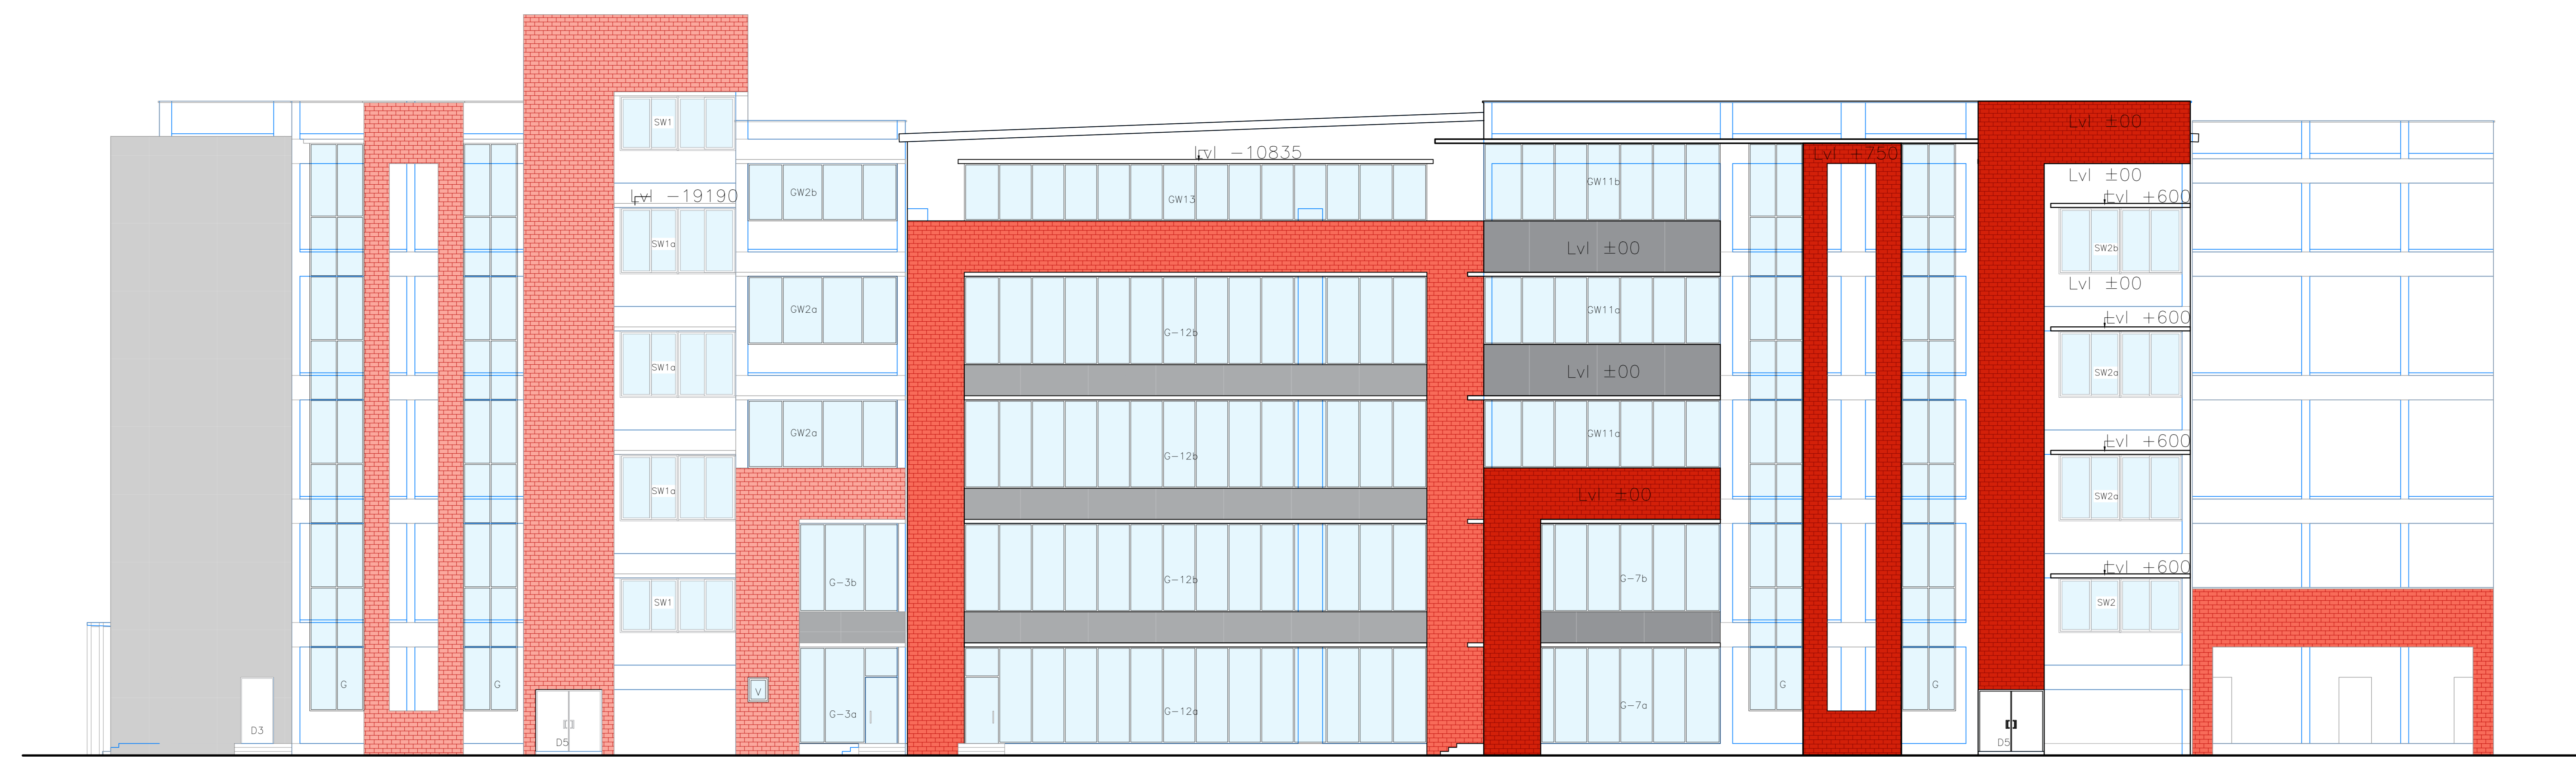 Lvl ±00
SW1
Lvl -10835
Lvl +750
Lvl ±00
GW11b
GW2b
Lvl -19190
GW13
Lvl +600
SW1a
Lvl ±00
SW2b
Lvl ±00
GW2a
GW11a
Lvl +600
G-12b
SW1a
Lvl ±00
SW2a
GW2a
GW11a
Lvl +600
G-12b
SW1a
Lvl ±00
SW2a
Lvl +600
G-3b
G-12b
G-7b
SW1
SW2
G
G
V
G
G
G-3a
G-12a
G-7a
D3
D5
D5